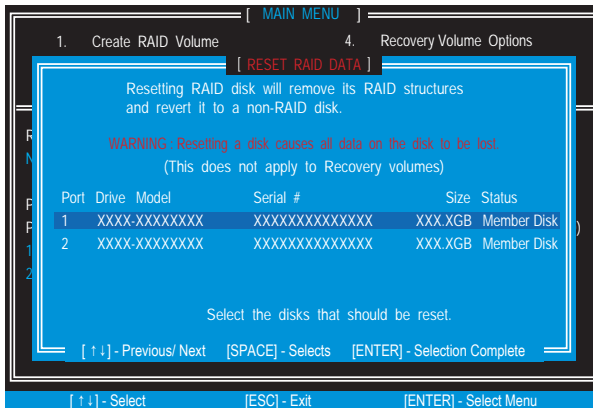 [ MAIN MENU ]
1. Create RAID Volume 4. Recovery Volume Options
[ RESET RAID DATA ]
Resetting RAID disk will remove its RAID structures
and revert it to a non-RAID disk.
WARNING : Resetting a disk causes all data on the disk to be lost.
(This does not apply to Recovery volumes)
Port Drive Model Serial # Size Status
1 XXXX-XXXXXXXX XXXXXXXXXXXXXX XXX.XGB Member Disk
2 XXXX-XXXXXXXX XXXXXXXXXXXXXX XXX.XGB Member Disk
Select the disks that should be reset.
[ ↑↓] - Previous/ Next [SPACE] - Selects [ENTER] - Selection Complete
[ ↑↓] - Select [ESC] - Exit [ENTER] - Select Menu